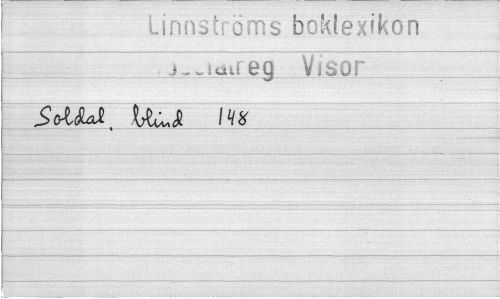 Linnströms boklexikon
Visor
Soldat, blind 148